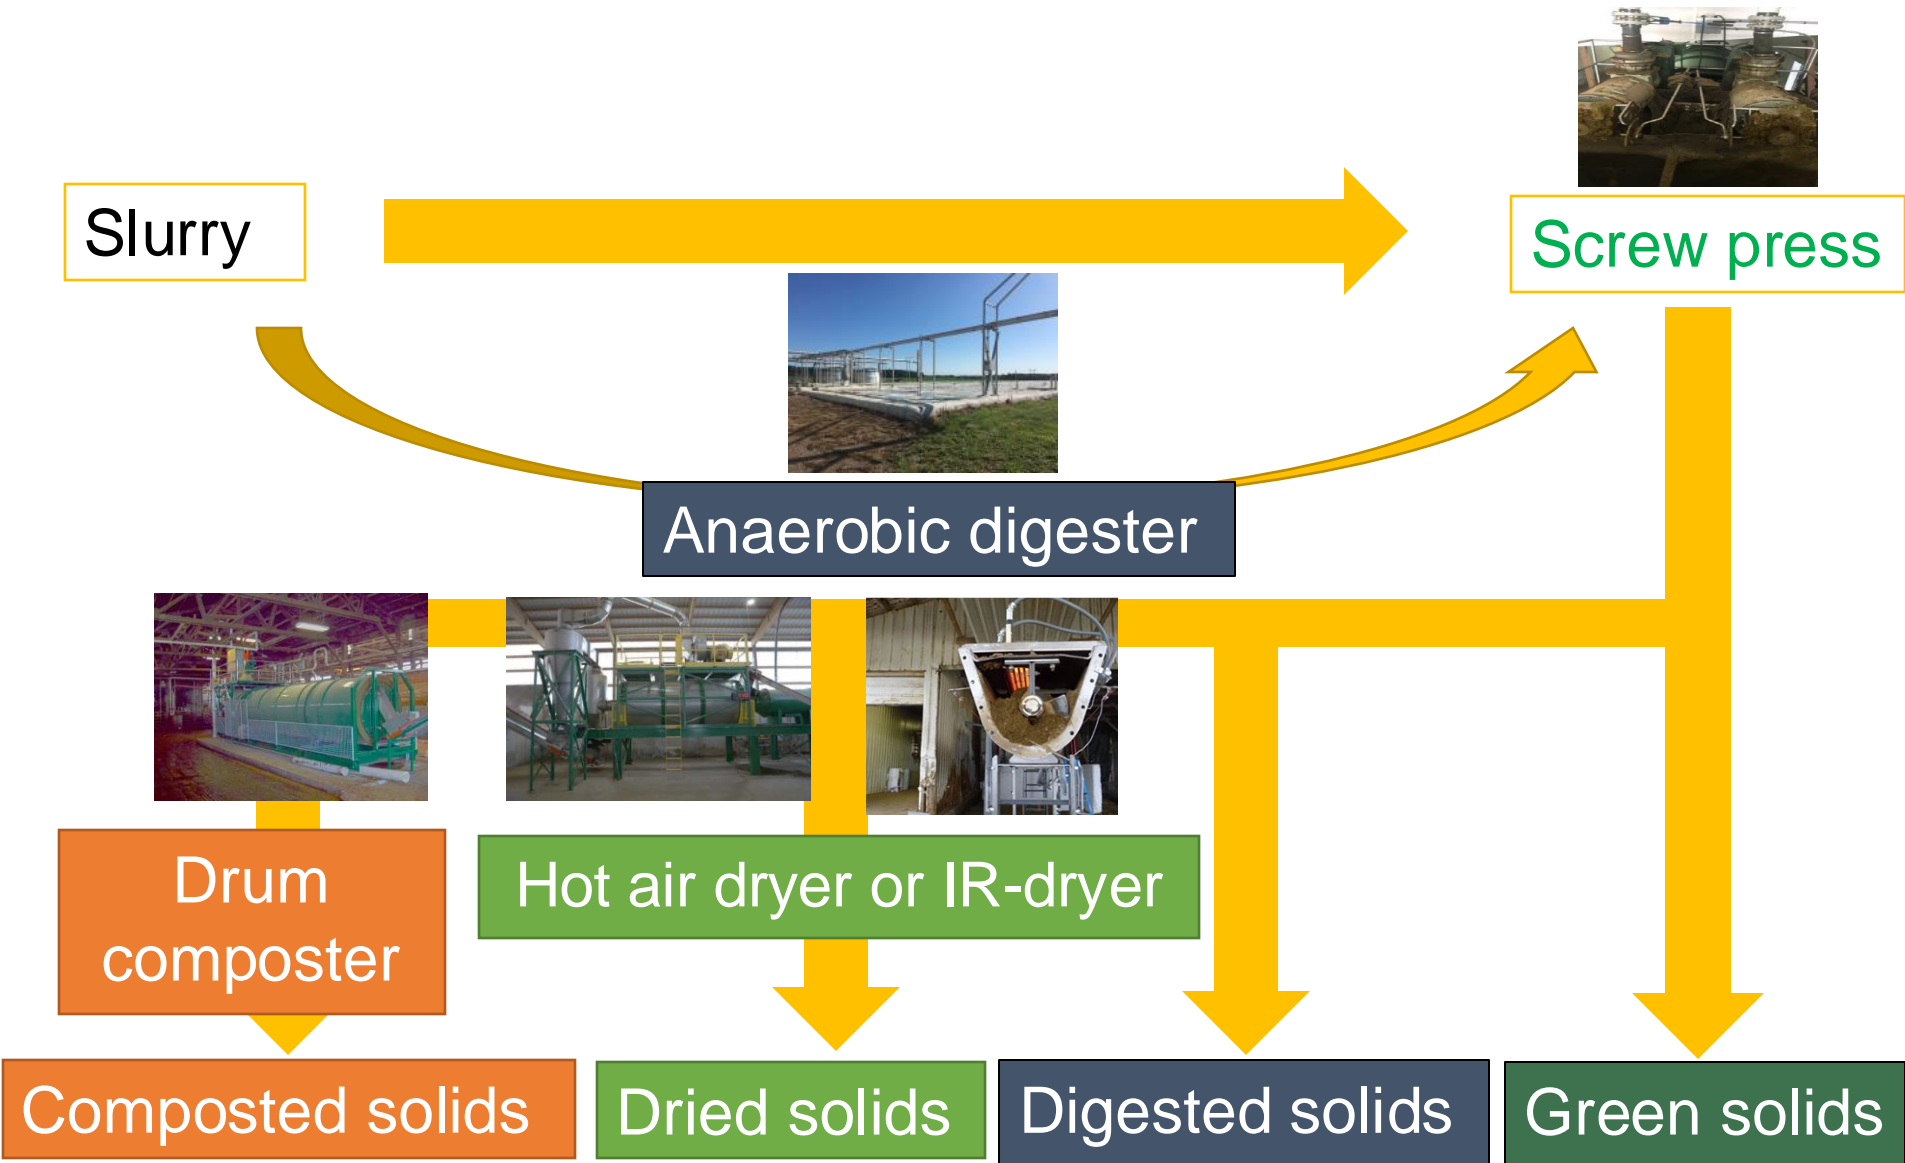 Slurry
Screw press
Anaerobic digester
Drum
composter
Hot air dryer or IR-dryer
Composted solids
Dried solids
Digested solids
Green solids